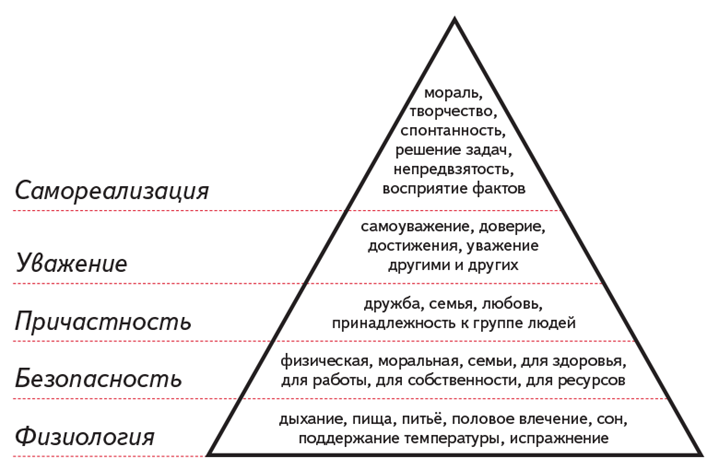 мораль,
творчество,
спонтанность,
решение задач,
непредвзятость,
восприятие фактов
Самореализация
самоуважение, доверие,
достижения, уважение
другими и других
Уважение
дружба, семья, любовь,
принадлежность к группе людей
Причастность
физическая, моральная, семьи, для здоровья,
для работы, для собственности, для ресурсов
Безопасность
дыхание, пища, питьё, половое влечение, сон,
поддержание температуры, испражнение
Физиология